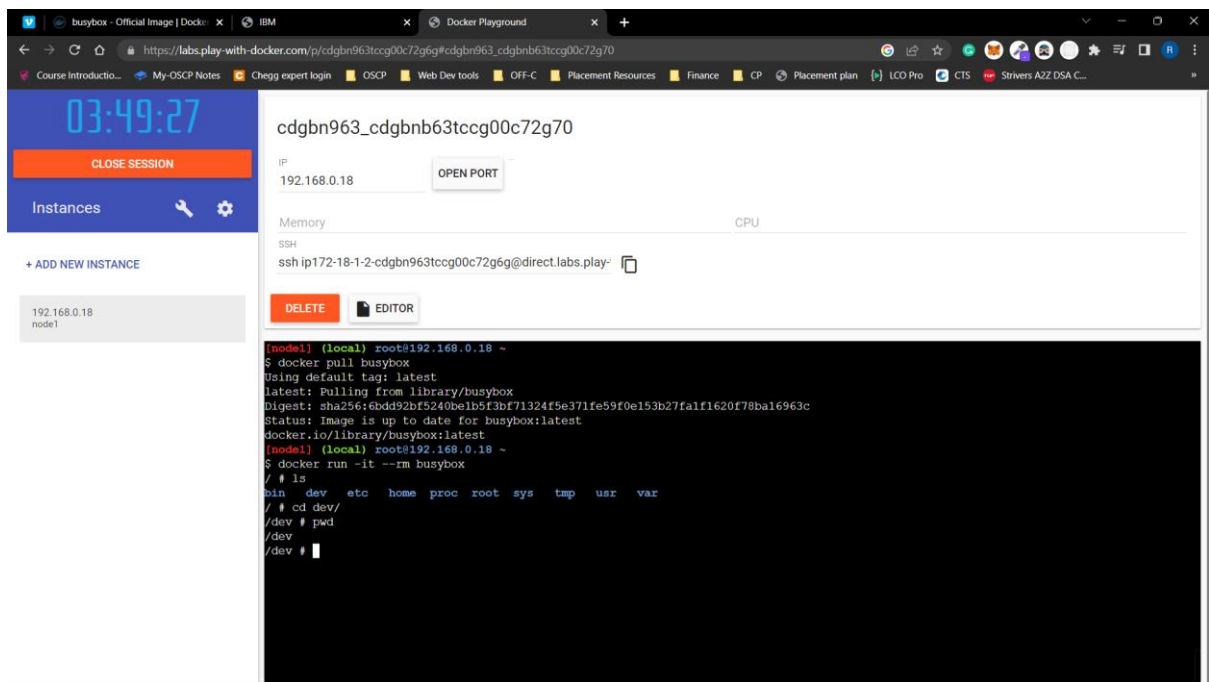 busybox - Official Image | Docker
IBM
Docker Playground
https://labs.play-with-docker.com/p/cdgbn963tccg00c72g6g#cdgbn963_cdgbnb63tccg00c72g70
Course Introductio...
My-OSCP Notes
Chegg expert login
OSCP
Web Dev tools
OFF-C
Placement Resources
Finance
CP
Placement plan
LCO Pro
CTS
Strivers A2Z DSA C...
03:49:27
CLOSE SESSION
Instances
+ ADD NEW INSTANCE
192.168.0.18
node1
cdgbn963_cdgbnb63tccg00c72g70
IP
192.168.0.18
OPEN PORT
Memory
CPU
SSH
ssh ip172-18-1-2-cdgbn963tccg00c72g6g@direct.labs.play-
DELETE
EDITOR
[node1] (local) root@192.168.0.18 ~
$ docker pull busybox
Using default tag: latest
latest: Pulling from library/busybox
Digest: sha256:6bdd92bf5240be1b5f3bf71324f5e371fe59f0e153b27fa1f1620f78ba16963c
Status: Image is up to date for busybox:latest
docker.io/library/busybox:latest
[node1] (local) root@192.168.0.18 ~
$ docker run -it --rm busybox
/ # ls
bin dev etc home proc root sys tmp usr var
/ # cd dev/
/dev # pwd
/dev
/dev #